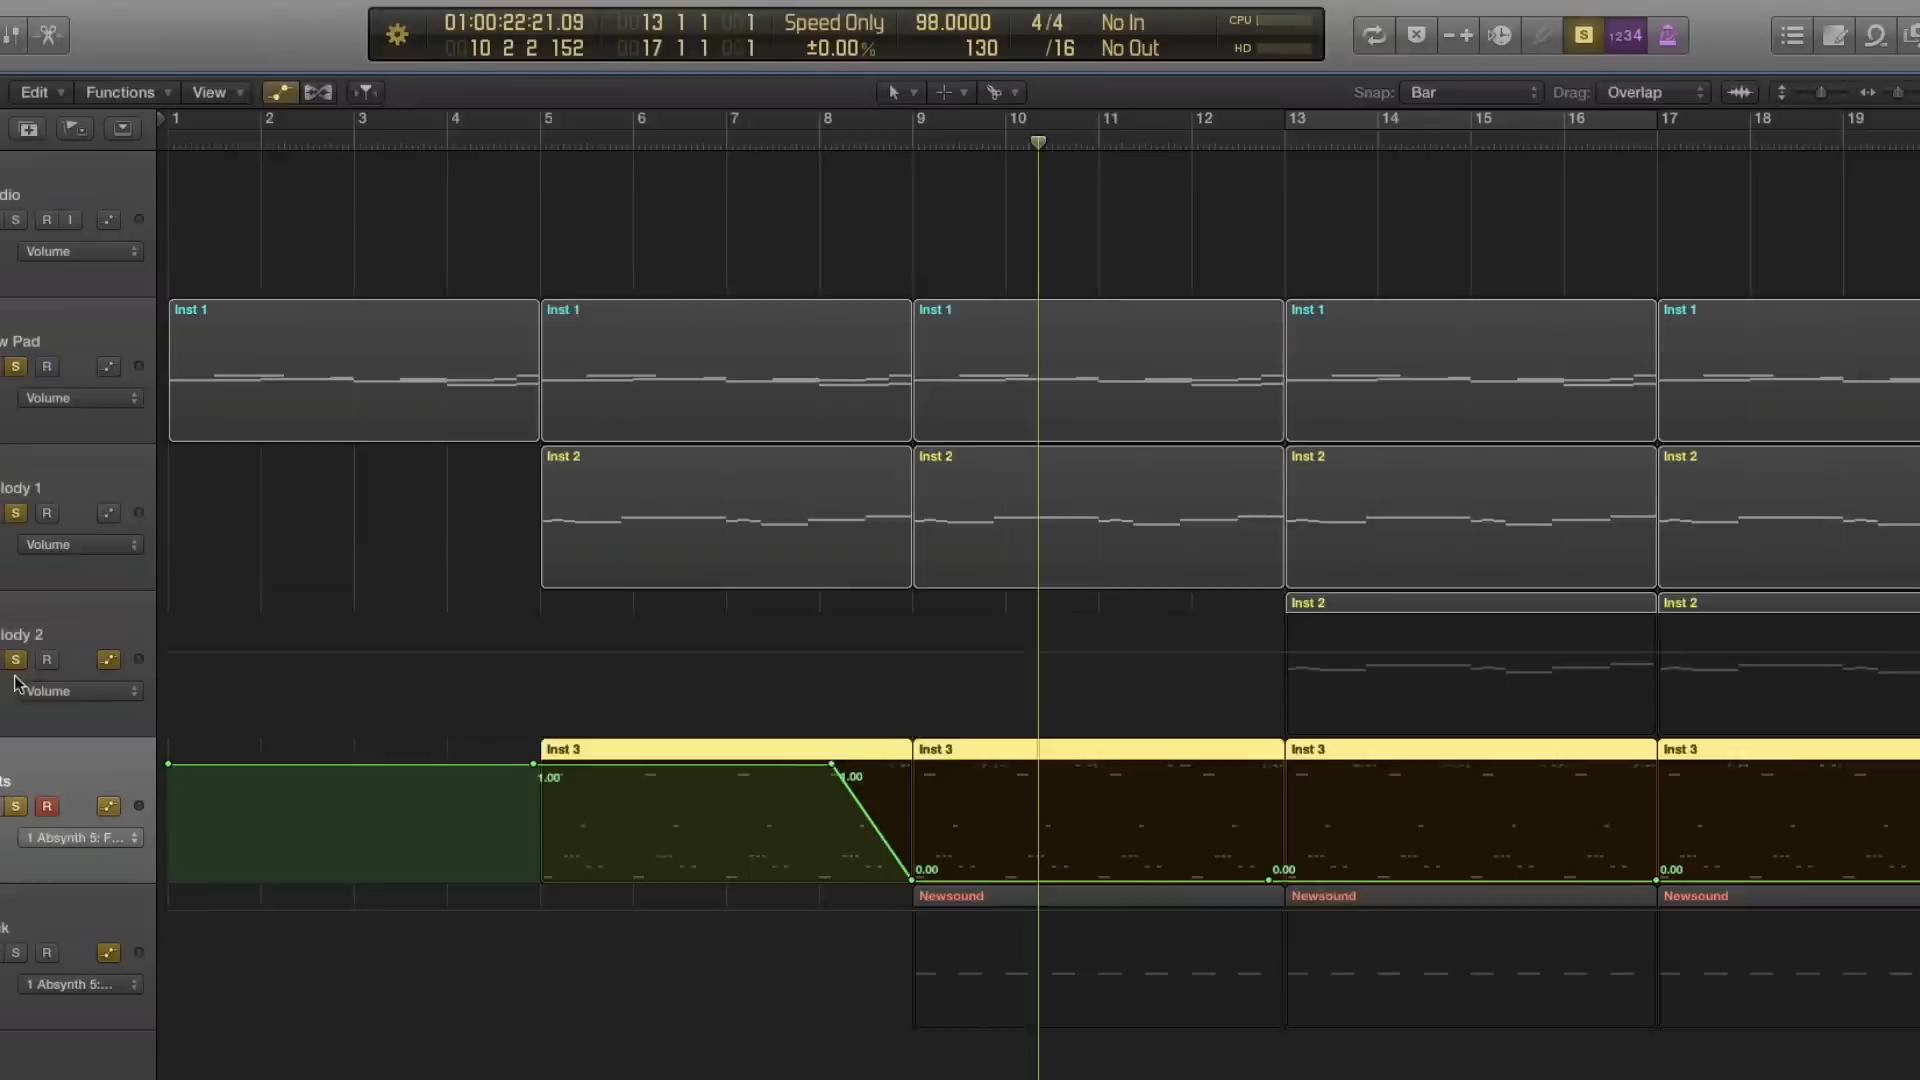 01:00:22:21.09 13 1 1 1 Speed Only 98.0000 4/4 No In CPU
10 2 2 152 17 1 1 1 ±0.00% 130 /16 No Out HD
S 1234
Edit Functions View Snap: Bar Drag: Overlap
1 2 3 4 5 6 7 8 9 10 11 12 13 14 15 16 17 18 19
dio
S R I
Volume
Inst 1 Inst 1 Inst 1 Inst 1 Inst 1
w Pad
S R
Volume
Inst 2 Inst 2 Inst 2 Inst 2
lody 1
S R
Volume
Inst 2 Inst 2
lody 2
S R
Volume
Inst 3 Inst 3 Inst 3 Inst 3
ts
1.00 1.00
S R
1 Absynth 5: F...
0.00 0.00 0.00
Newsound Newsound Newsound
k
S R
1 Absynth 5:...